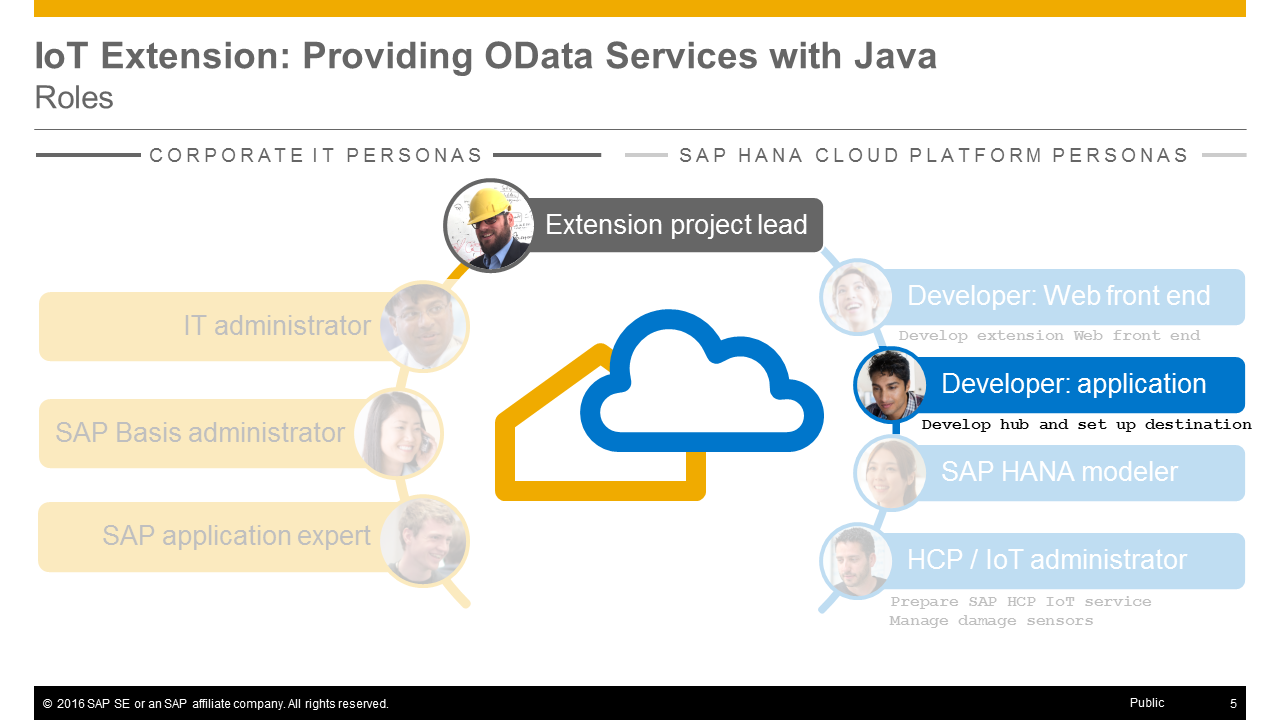 IoT Extension: Providing OData Services with Java
Roles
CORPORATE IT PERSONAS
SAP HANA CLOUD PLATFORM PERSONAS
Extension project lead
IT administrator
SAP Basis administrator
SAP application expert
Developer: Web front end
Develop extension Web front end
Developer: application
Develop hub and set up destination
SAP HANA modeler
HCP / IoT administrator
Prepare SAP HCP IoT service
Manage damage sensors
© 2016 SAP SE or an SAP affiliate company. All rights reserved.
Public
5